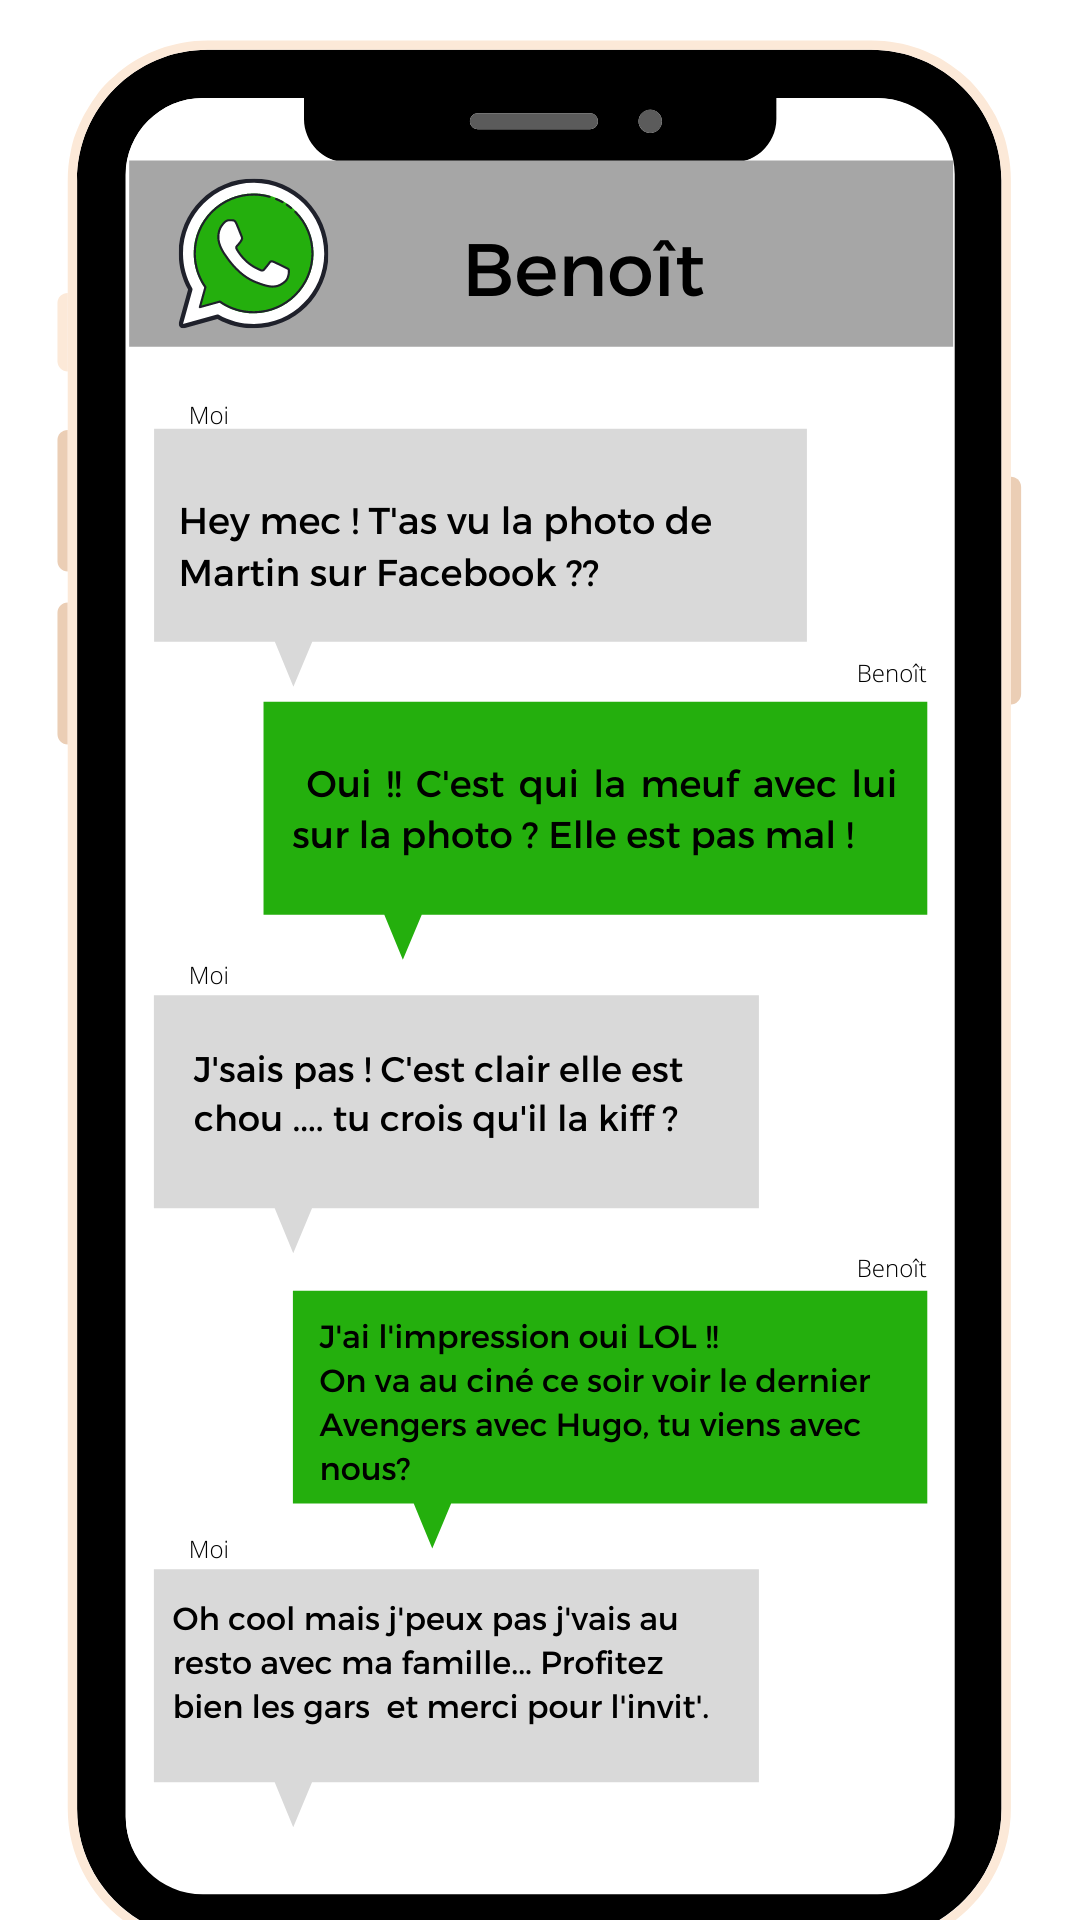 Benoît
Moi
Hey mec ! T'as vu la photo de
Martin sur Facebook ??
Benoît
Oui !! C'est qui la meuf avec lui
sur la photo ? Elle est pas mal !
Moi
J'sais pas ! C'est clair elle est
chou .... tu crois qu'il la kiff ?
Benoît
J'ai l'impression oui LOL !!
On va au ciné ce soir voir le dernier
Avengers avec Hugo, tu viens avec
nous?
Moi
Oh cool mais j'peux pas j'vais au
resto avec ma famille... Profitez
bien les gars  et merci pour l'invit'.